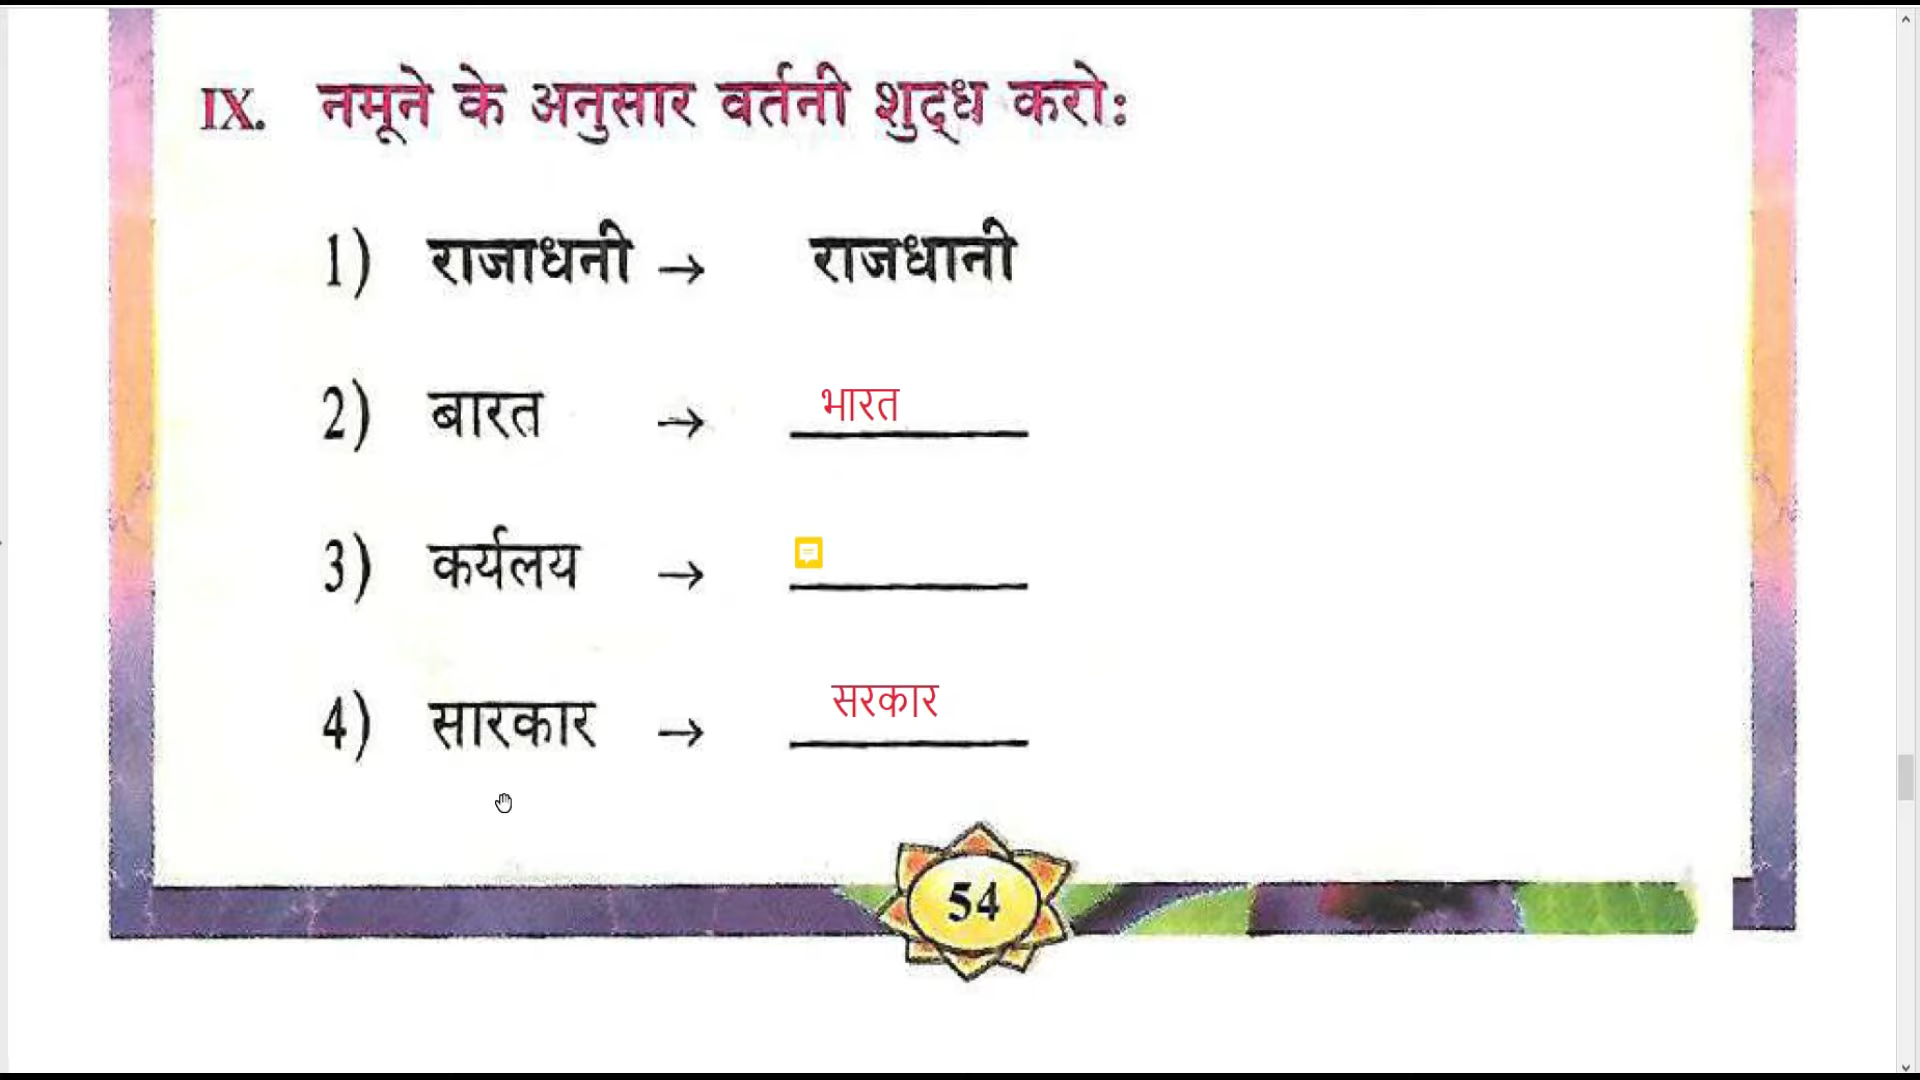 IX. नमूने के अनुसार वर्तनी शुद्ध करो:
1) राजाधनी → राजधानी
2) बारत → भारत
3) कर्यलय →
4) सारकार → सरकार
54